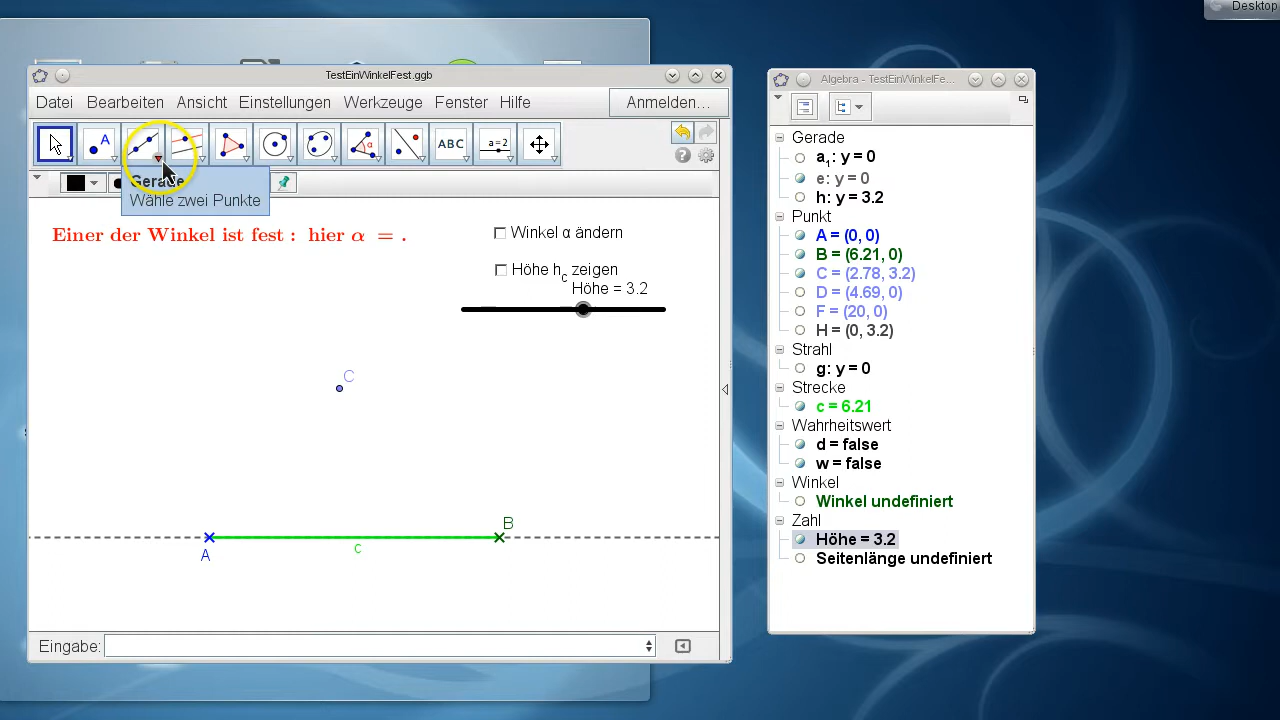 Desktop
TestEinWinkelFest.ggb
Datei Bearbeiten Ansicht Einstellungen Werkzeuge Fenster Hilfe Anmelden...
A ABC a = 2
Gerade
Wähle zwei Punkte
Einer der Winkel ist fest : hier α = .
Winkel α ändern
Höhe hc zeigen
Höhe = 3.2
C
B
A
c
Eingabe:
Algebra - TestEinWinkelFe...
Gerade
a1: y = 0
e: y = 0
h: y = 3.2
Punkt
A = (0, 0)
B = (6.21, 0)
C = (2.78, 3.2)
D = (4.69, 0)
F = (20, 0)
H = (0, 3.2)
Strahl
g: y = 0
Strecke
c = 6.21
Wahrheitswert
d = false
w = false
Winkel
Winkel undefiniert
Zahl
Höhe = 3.2
Seitenlänge undefiniert